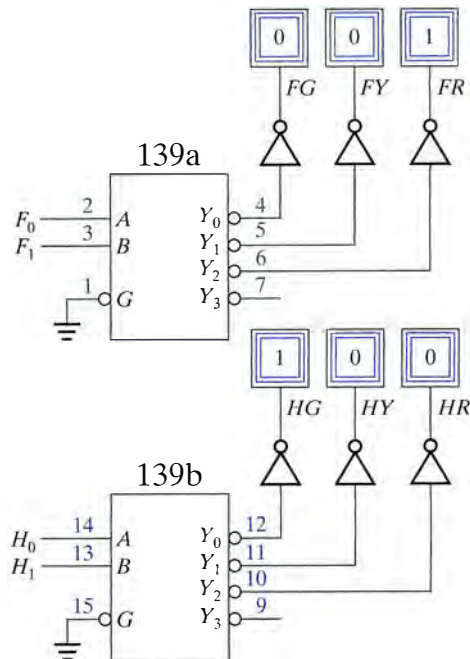 0 0 1
FG FY FR
139a
F0 2 A Y0 4
F1 3 B Y1 5
Y2 6
1 G Y3 7
1 0 0
HG HY HR
139b
H0 14 A Y0 12
H1 13 B Y1 11
Y2 10
15 G Y3 9